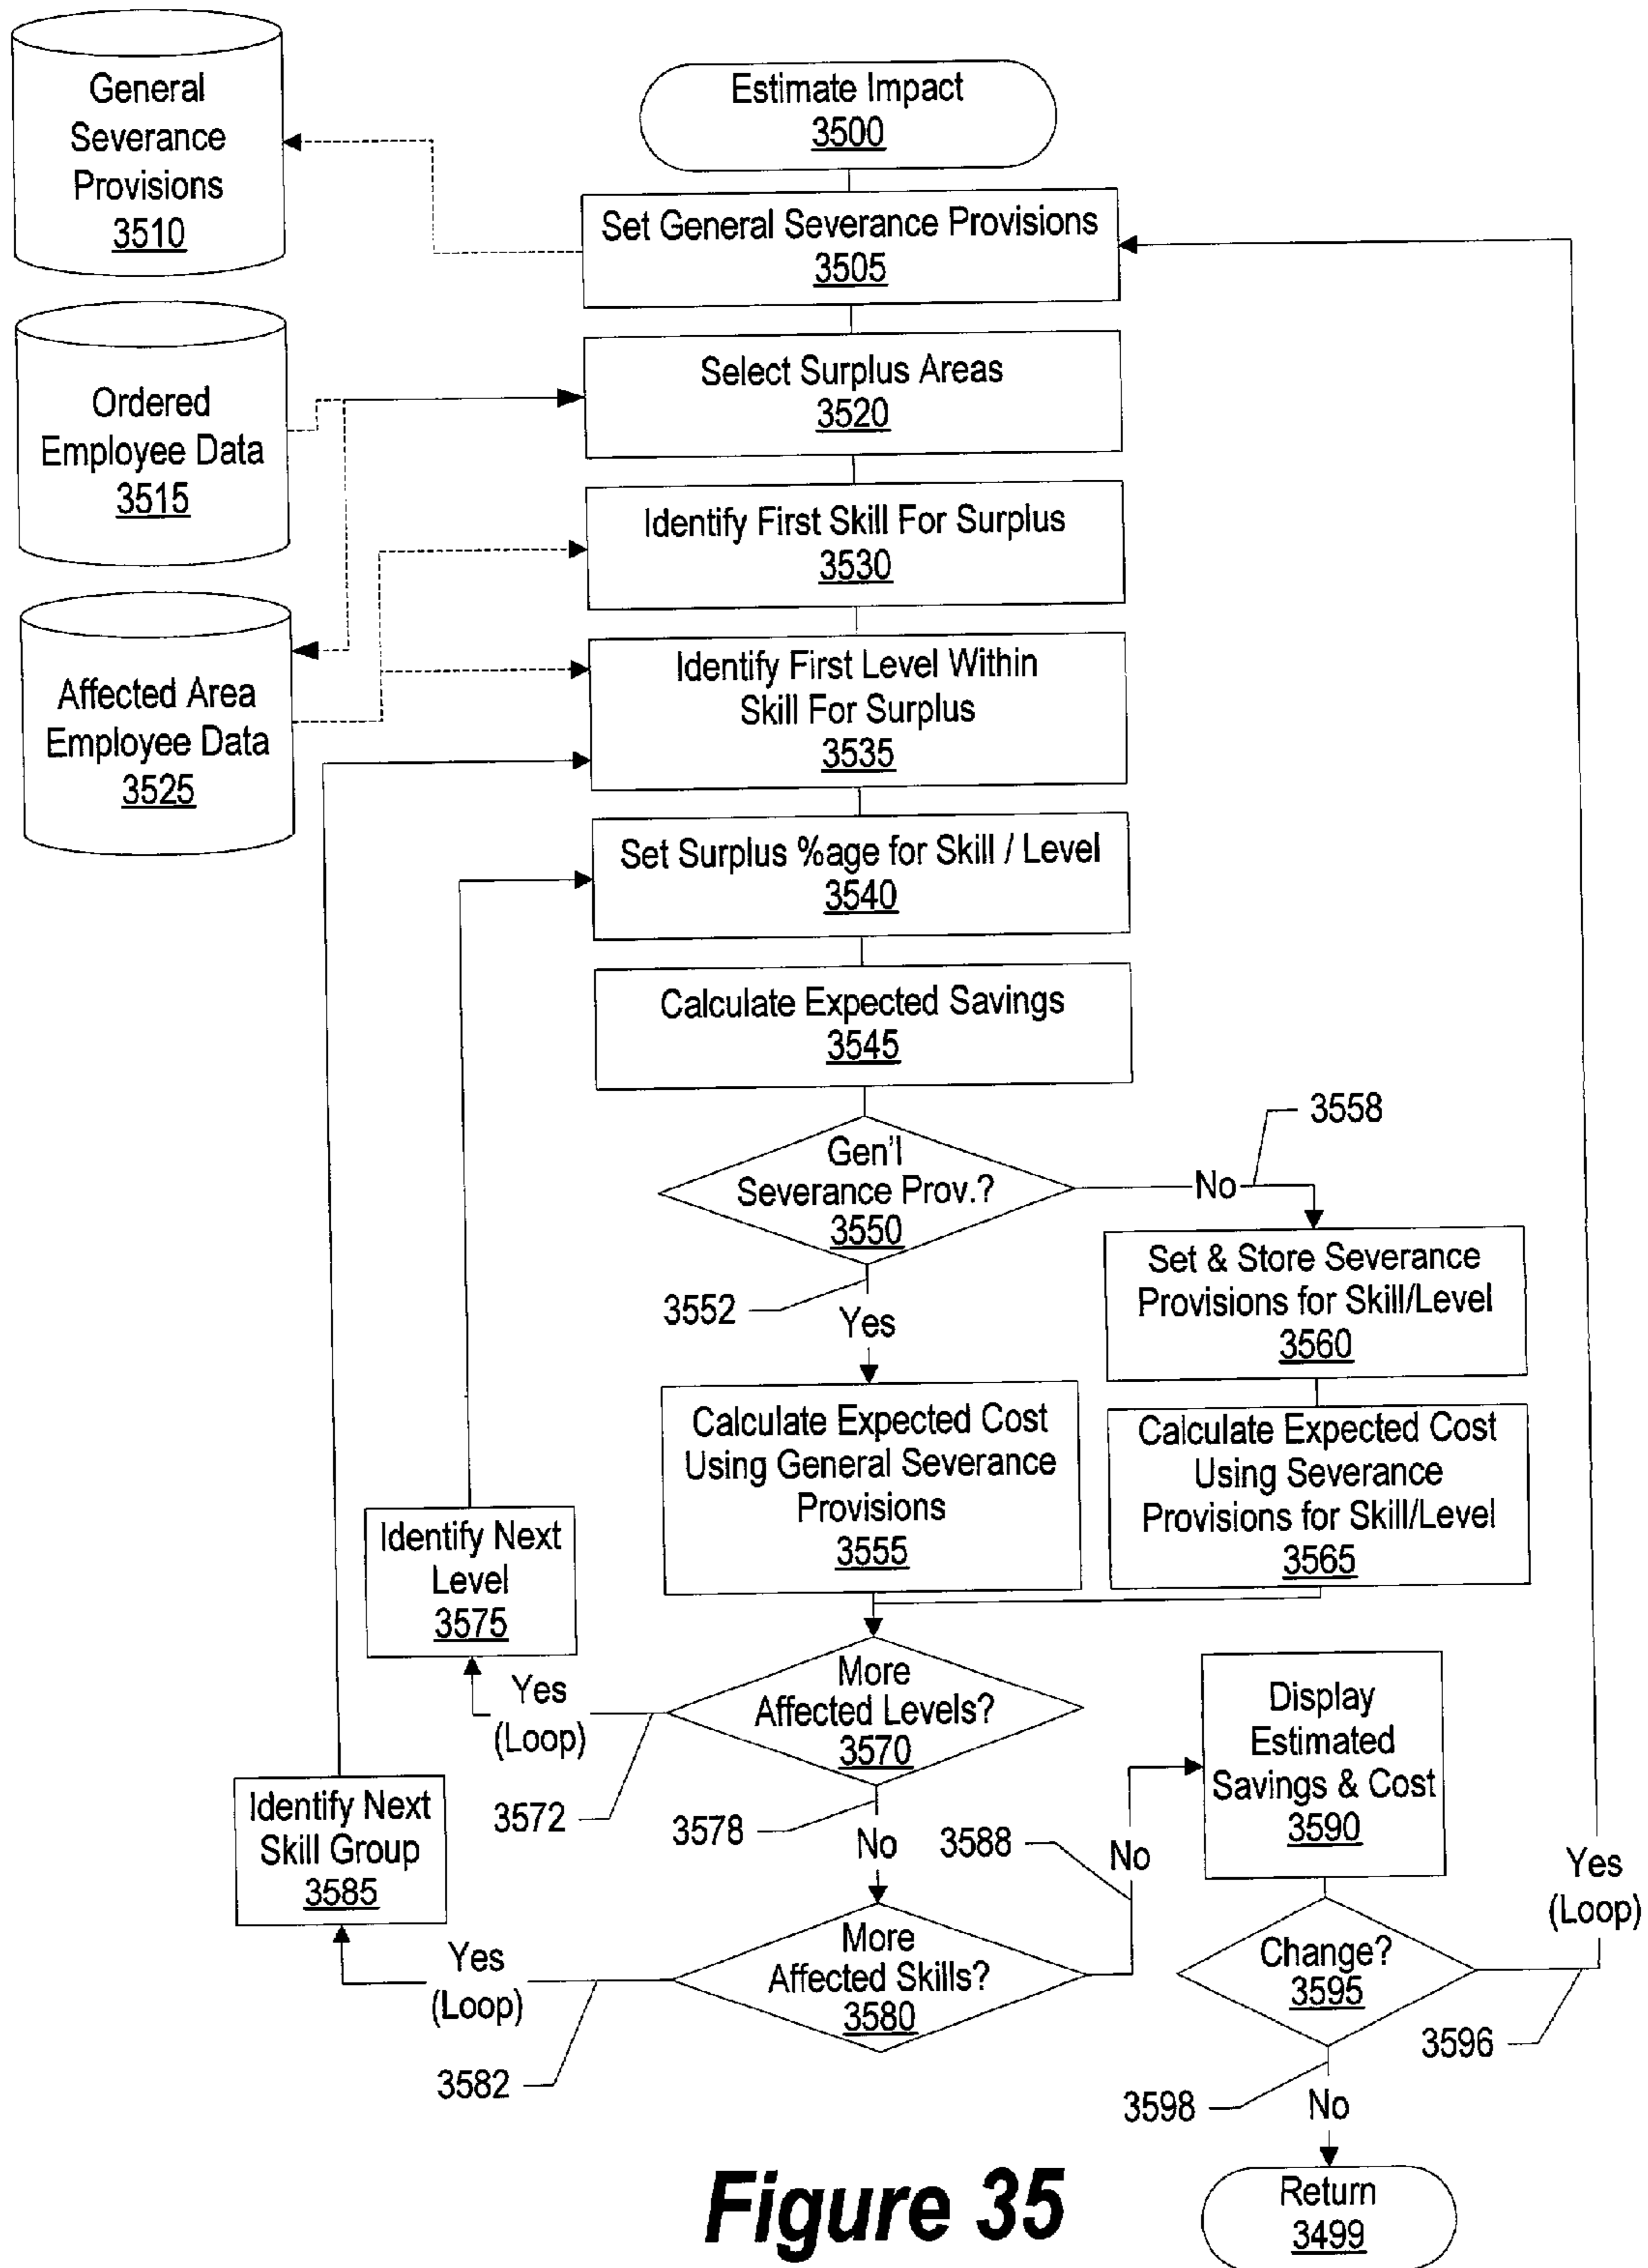 General
Severance
Provisions
3510
Estimate Impact
3500
Set General Severance Provisions
3505
Ordered
Employee Data
3515
Select Surplus Areas
3520
Identify First Skill For Surplus
3530
Affected Area
Employee Data
3525
Identify First Level Within
Skill For Surplus
3535
Set Surplus %age for Skill / Level
3540
Calculate Expected Savings
3545
3558
Gen'l
Severance Prov.?
3550
No
3552
Yes
Set & Store Severance
Provisions for Skill/Level
3560
Calculate Expected Cost
Using General Severance
Provisions
3555
Calculate Expected Cost
Using Severance
Provisions for Skill/Level
3565
Identify Next
Level
3575
Yes
(Loop)
More
Affected Levels?
3570
3572
3578
No
Identify Next
Skill Group
3585
3588
No
Display
Estimated
Savings & Cost
3590
Yes
(Loop)
Yes
(Loop)
More
Affected Skills?
3580
3582
Change?
3595
3596
3598
No
Return
3499
Figure 35